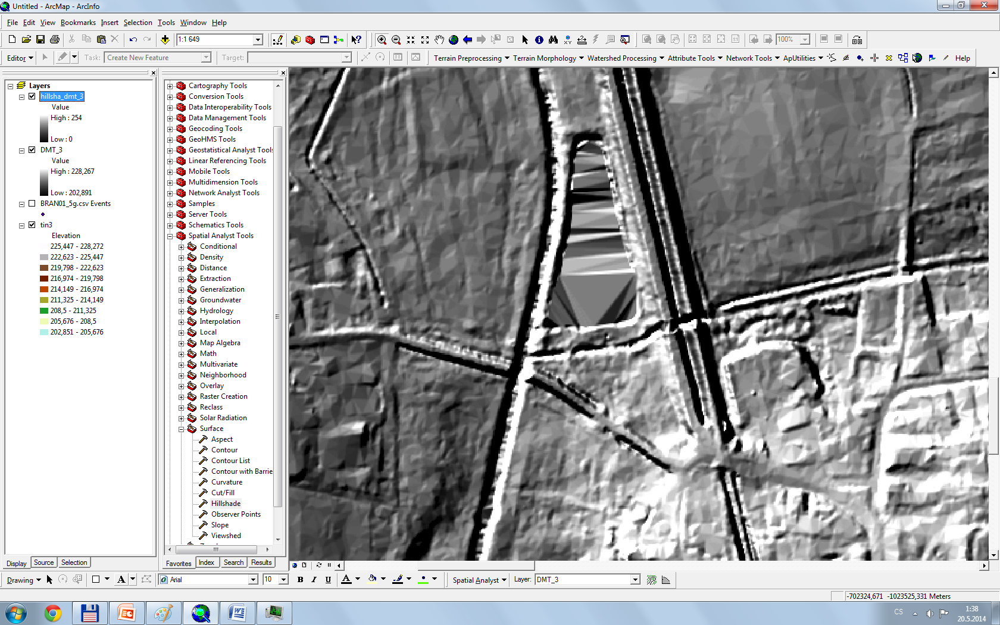 Untitled - ArcMap - ArcInfo
File Edit View Bookmarks Insert Selection Tools Window Help
1:1 649
100%
Editor Task: Create New Feature Target:
Terrain Preprocessing Terrain Morphology Watershed Processing Attribute Tools Network Tools ApUtilities Help
Layers
hillsha_dmt_3
Value
High : 254
Low : 0
DMT_3
Value
High : 228,267
Low : 202,891
BRAN01_5g.csv Events
tin3
Elevation
225,447 - 228,272
222,623 - 225,447
219,798 - 222,623
216,974 - 219,798
214,149 - 216,974
211,325 - 214,149
208,5 - 211,325
205,676 - 208,5
202,851 - 205,676
Display Source Selection
Cartography Tools
Conversion Tools
Data Interoperability Tools
Data Management Tools
Geocoding Tools
GeoHMS Tools
Geostatistical Analyst Tools
Linear Referencing Tools
Mobile Tools
Multidimension Tools
Network Analyst Tools
Samples
Server Tools
Schematics Tools
Spatial Analyst Tools
Conditional
Density
Distance
Extraction
Generalization
Groundwater
Hydrology
Interpolation
Local
Map Algebra
Math
Multivariate
Neighborhood
Overlay
Raster Creation
Reclass
Solar Radiation
Surface
Aspect
Contour
Contour List
Contour with Barrie
Curvature
Cut/Fill
Hillshade
Observer Points
Slope
Viewshed
Favorites Index Search Results
Drawing A Arial 10 B I U A Spatial Analyst Layer: DMT_3
-702324,671 -1023525,331 Meters
CS 1:38
20.5.2014